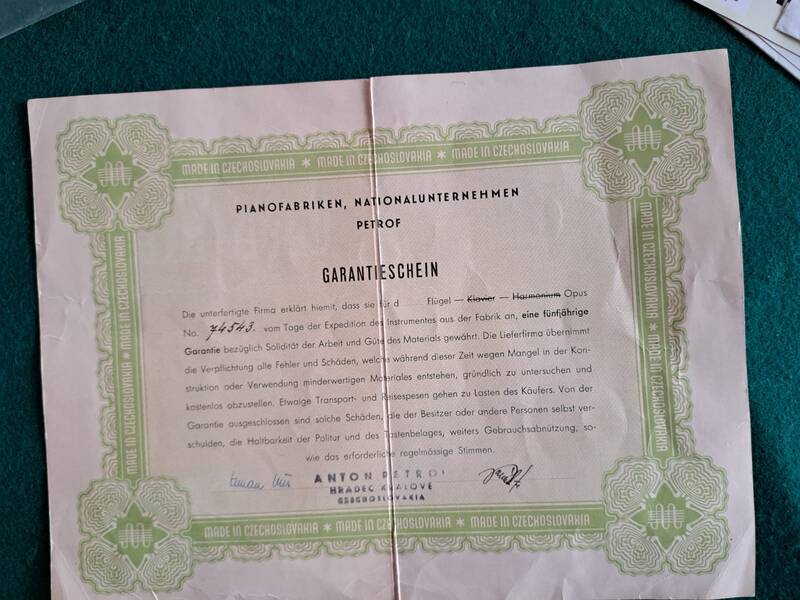 MADE IN CZECHOSLOVAKIA * MADE IN CZECHOSLOVAKIA * MADE IN CZECHOSLOVAKIA
MADE IN CZECHOSLOVAKIA * MADE IN CZECHOSLOVAKIA
MADE IN CZECHOSLOVAKIA * MADE IN CZECHOSLOVAKIA
PIANOFABRIKEN, NATIONALUNTERNEHMEN
PETROF
GARANTIESCHEIN
Die unterfertigte Firma erklärt hiemit, dass sie für d Flügel — Klavier — Harmonium Opus
No. 74543. vom Tage der Expedition des Instrumentes aus der Fabrik an, eine fünfjährige
Garantie bezüglich Solidität der Arbeit und Güte des Materials gewährt. Die Lieferfirma übernimmt
die Verpflichtung alle Fehler und Schäden, welche während dieser Zeit wegen Mangel in der Kon-
struktion oder Verwendung minderwertigen Materiales entstehen, gründlich zu untersuchen und
kostenlos abzustellen. Etwaige Transport- und Reisespesen gehen zu Lasten des Käufers. Von der
Garantie ausgeschlossen sind solche Schäden, die der Besitzer oder andere Personen selbst ver-
schulden, die Haltbarkeit der Politur und des Tastenbelages, weiters Gebrauchsabnützung, so-
wie das erforderliche regelmössige Stimmen.
ANTON PETROF
HRADEC KRALOVE
CZECHOSLOVAKIA
MADE IN CZECHOSLOVAKIA * MADE IN CZECHOSLOVAKIA * MADE IN CZECHOSLOVAKIA